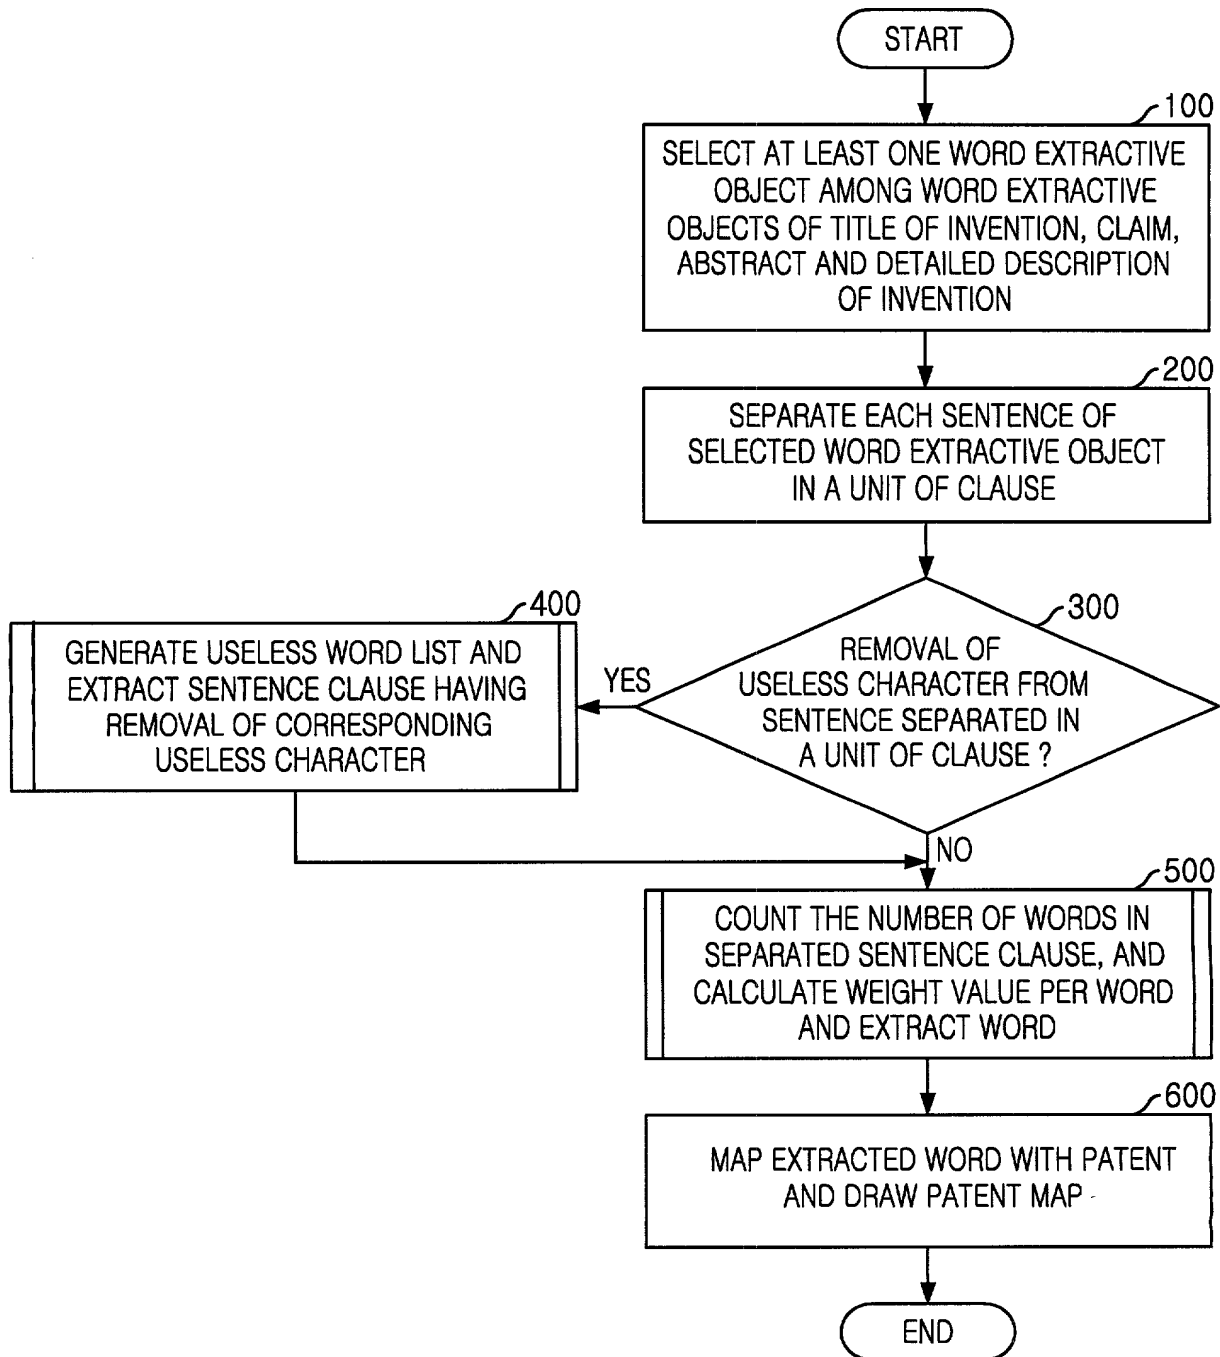 START
100
SELECT AT LEAST ONE WORD EXTRACTIVE
OBJECT AMONG WORD EXTRACTIVE
OBJECTS OF TITLE OF INVENTION, CLAIM,
ABSTRACT AND DETAILED DESCRIPTION
OF INVENTION
200
SEPARATE EACH SENTENCE OF
SELECTED WORD EXTRACTIVE OBJECT
IN A UNIT OF CLAUSE
300
REMOVAL OF
USELESS CHARACTER FROM
SENTENCE SEPARATED IN
A UNIT OF CLAUSE ?
YES
400
GENERATE USELESS WORD LIST AND
EXTRACT SENTENCE CLAUSE HAVING
REMOVAL OF CORRESPONDING
USELESS CHARACTER
NO
500
COUNT THE NUMBER OF WORDS IN
SEPARATED SENTENCE CLAUSE, AND
CALCULATE WEIGHT VALUE PER WORD
AND EXTRACT WORD
600
MAP EXTRACTED WORD WITH PATENT
AND DRAW PATENT MAP
END